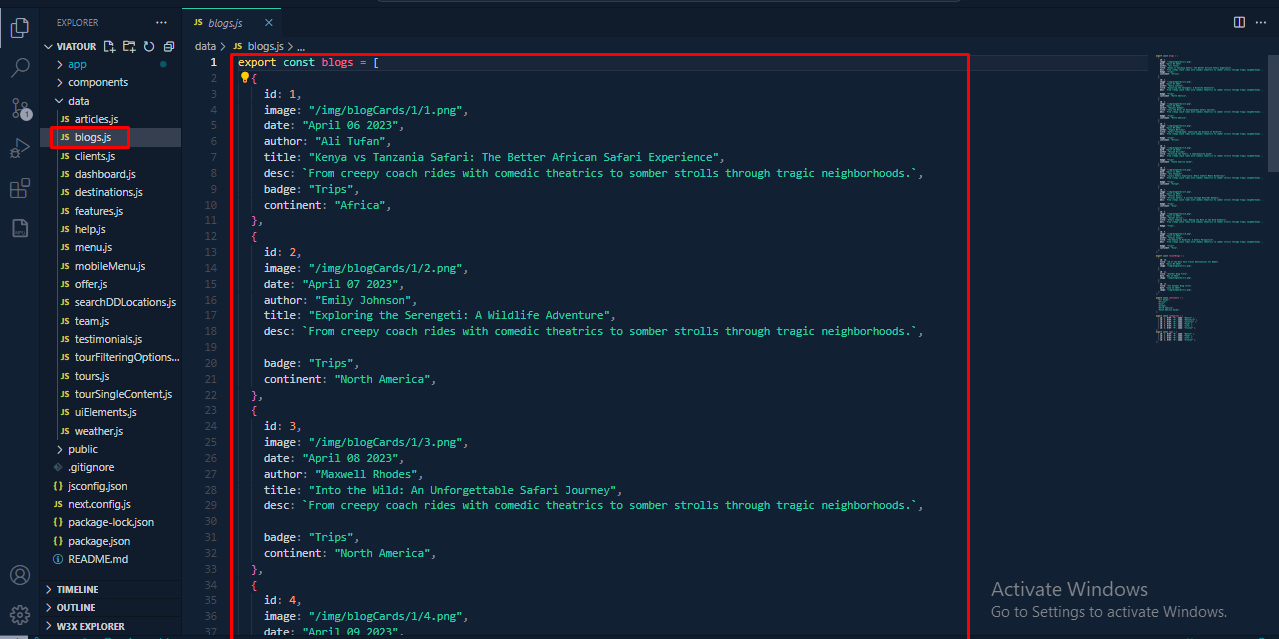 EXPLORER
VIATOUR
app
components
data
JS articles.js
JS blogs.js
JS clients.js
JS dashboard.js
JS destinations.js
JS features.js
JS help.js
JS menu.js
JS mobileMenu.js
JS offer.js
JS searchDDLocations.js
JS team.js
JS testimonials.js
JS tourFilteringOptions...
JS tours.js
JS tourSingleContent.js
JS uiElements.js
JS weather.js
public
.gitignore
{} jsconfig.json
JS next.config.js
{} package-lock.json
{} package.json
README.md
TIMELINE
OUTLINE
W3X EXPLORER
1
JS blogs.js
data > JS blogs.js > ...
1 export const blogs = [
2 {
3 id: 1,
4 image: "/img/blogCards/1/1.png",
5 date: "April 06 2023",
6 author: "Ali Tufan",
7 title: "Kenya vs Tanzania Safari: The Better African Safari Experience",
8 desc: `From creepy coach rides with comedic theatrics to somber strolls through tragic neighborhoods.`,
9 badge: "Trips",
10 continent: "Africa",
11 },
12 {
13 id: 2,
14 image: "/img/blogCards/1/2.png",
15 date: "April 07 2023",
16 author: "Emily Johnson",
17 title: "Exploring the Serengeti: A Wildlife Adventure",
18 desc: `From creepy coach rides with comedic theatrics to somber strolls through tragic neighborhoods.`,
19
20 badge: "Trips",
21 continent: "North America",
22 },
23 {
24 id: 3,
25 image: "/img/blogCards/1/3.png",
26 date: "April 08 2023",
27 author: "Maxwell Rhodes",
28 title: "Into the Wild: An Unforgettable Safari Journey",
29 desc: `From creepy coach rides with comedic theatrics to somber strolls through tragic neighborhoods.`,
30
31 badge: "Trips",
32 continent: "North America",
33 },
34 {
35 id: 4,
36 image: "/img/blogCards/1/4.png",
37 date: "April 09 2023",
Activate Windows
Go to Settings to activate Windows.